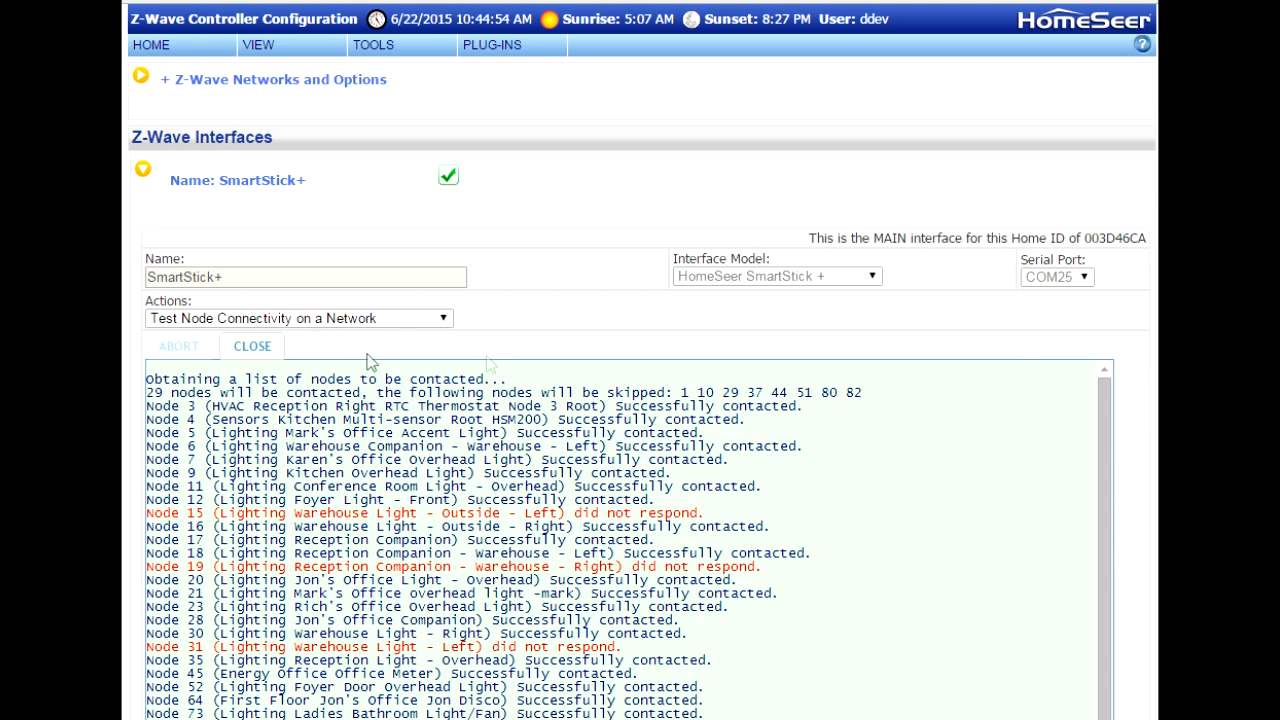 Z-Wave Controller Configuration 6/22/2015 10:44:54 AM Sunrise: 5:07 AM Sunset: 8:27 PM User: ddev HomeSeer
HOME VIEW TOOLS PLUG-INS ?
+ Z-Wave Networks and Options
Z-Wave Interfaces
Name: SmartStick+
This is the MAIN interface for this Home ID of 003D46CA
Name: Interface Model: Serial Port:
SmartStick+ HomeSeer SmartStick + COM25
Actions:
Test Node Connectivity on a Network
ABORT CLOSE
Obtaining a list of nodes to be contacted...
29 nodes will be contacted, the following nodes will be skipped: 1 10 29 37 44 51 80 82
Node 3 (HVAC Reception Right RTC Thermostat Node 3 Root) Successfully contacted.
Node 4 (Sensors Kitchen Multi-sensor Root HSM200) Successfully contacted.
Node 5 (Lighting Mark's Office Accent Light) Successfully contacted.
Node 6 (Lighting Warehouse Companion - Warehouse - Left) Successfully contacted.
Node 7 (Lighting Karen's Office Overhead Light) Successfully contacted.
Node 9 (Lighting Kitchen Overhead Light) Successfully contacted.
Node 11 (Lighting Conference Room Light - Overhead) Successfully contacted.
Node 12 (Lighting Foyer Light - Front) Successfully contacted.
Node 15 (Lighting Warehouse Light - Outside - Left) did not respond.
Node 16 (Lighting Warehouse Light - Outside - Right) Successfully contacted.
Node 17 (Lighting Reception Companion) Successfully contacted.
Node 18 (Lighting Reception Companion - Warehouse - Left) Successfully contacted.
Node 19 (Lighting Reception Companion - Warehouse - Right) did not respond.
Node 20 (Lighting Jon's Office Light - Overhead) Successfully contacted.
Node 21 (Lighting Mark's Office overhead light -mark) Successfully contacted.
Node 23 (Lighting Rich's Office Overhead Light) Successfully contacted.
Node 28 (Lighting Jon's Office Companion) Successfully contacted.
Node 30 (Lighting Warehouse Light - Right) Successfully contacted.
Node 31 (Lighting Warehouse Light - Left) did not respond.
Node 35 (Lighting Reception Light - Overhead) Successfully contacted.
Node 45 (Energy Office Office Meter) Successfully contacted.
Node 52 (Lighting Foyer Door Overhead Light) Successfully contacted.
Node 64 (First Floor Jon's Office Jon Disco) Successfully contacted.
Node 73 (Lighting Ladies Bathroom Light/Fan) Successfully contacted.